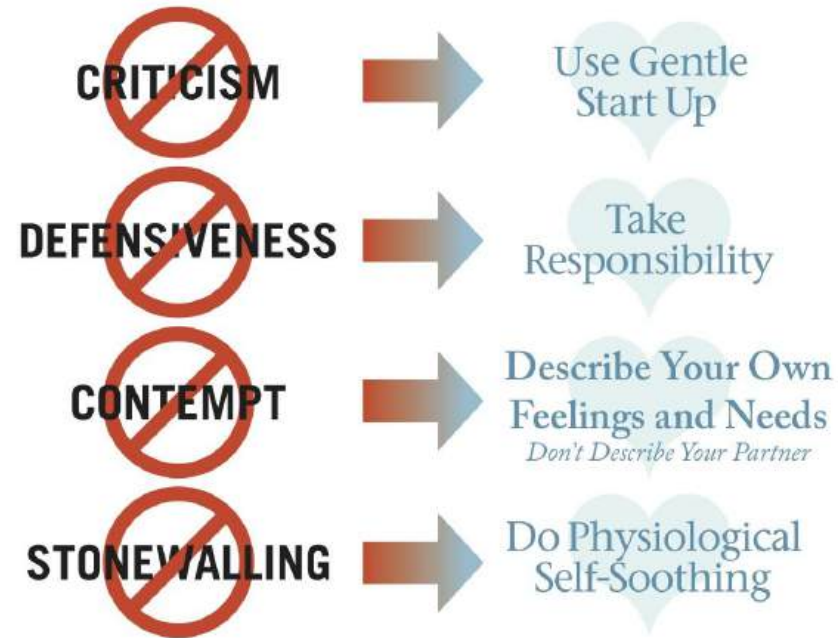 CRITICISM
Use Gentle
Start Up
DEFENSIVENESS
Take
Responsibility
CONTEMPT
Describe Your Own
Feelings and Needs
Don't Describe Your Partner
STONEWALLING
Do Physiological
Self-Soothing